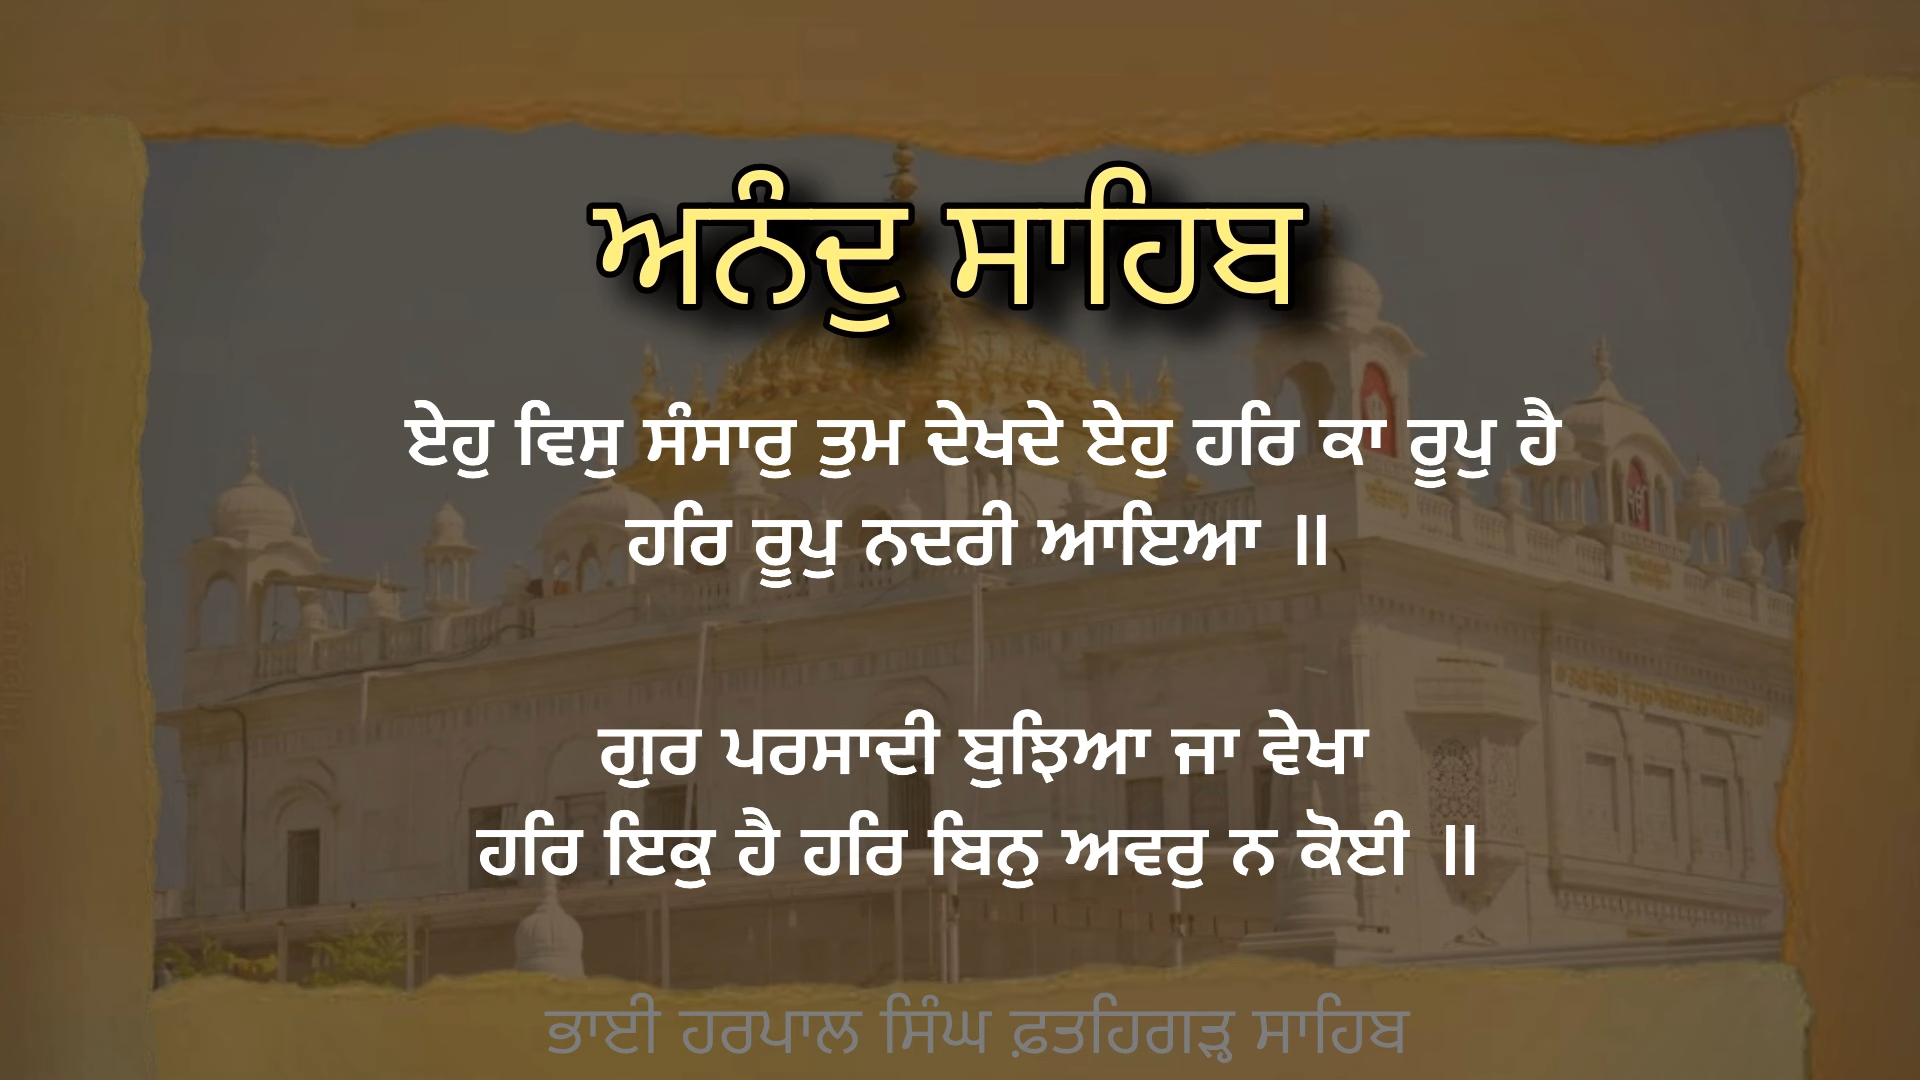 ਅਨੰਦੁ ਸਾਹਿਬ
ਏਹੁ ਵਿਸੁ ਸੰਸਾਰੁ ਤੁਮ ਦੇਖਦੇ ਏਹੁ ਹਰਿ ਕਾ ਰੂਪੁ ਹੈ
ਹਰਿ ਰੂਪੁ ਨਦਰੀ ਆਇਆ ॥
ਗੁਰ ਪਰਸਾਦੀ ਬੁਝਿਆ ਜਾ ਵੇਖਾ
ਹਰਿ ਇਕੁ ਹੈ ਹਰਿ ਬਿਨੁ ਅਵਰੁ ਨ ਕੋਈ ॥
ਭਾਈ ਹਰਪਾਲ ਸਿੰਘ ਫ਼ਤਹਿਗੜ੍ਹ ਸਾਹਿਬ